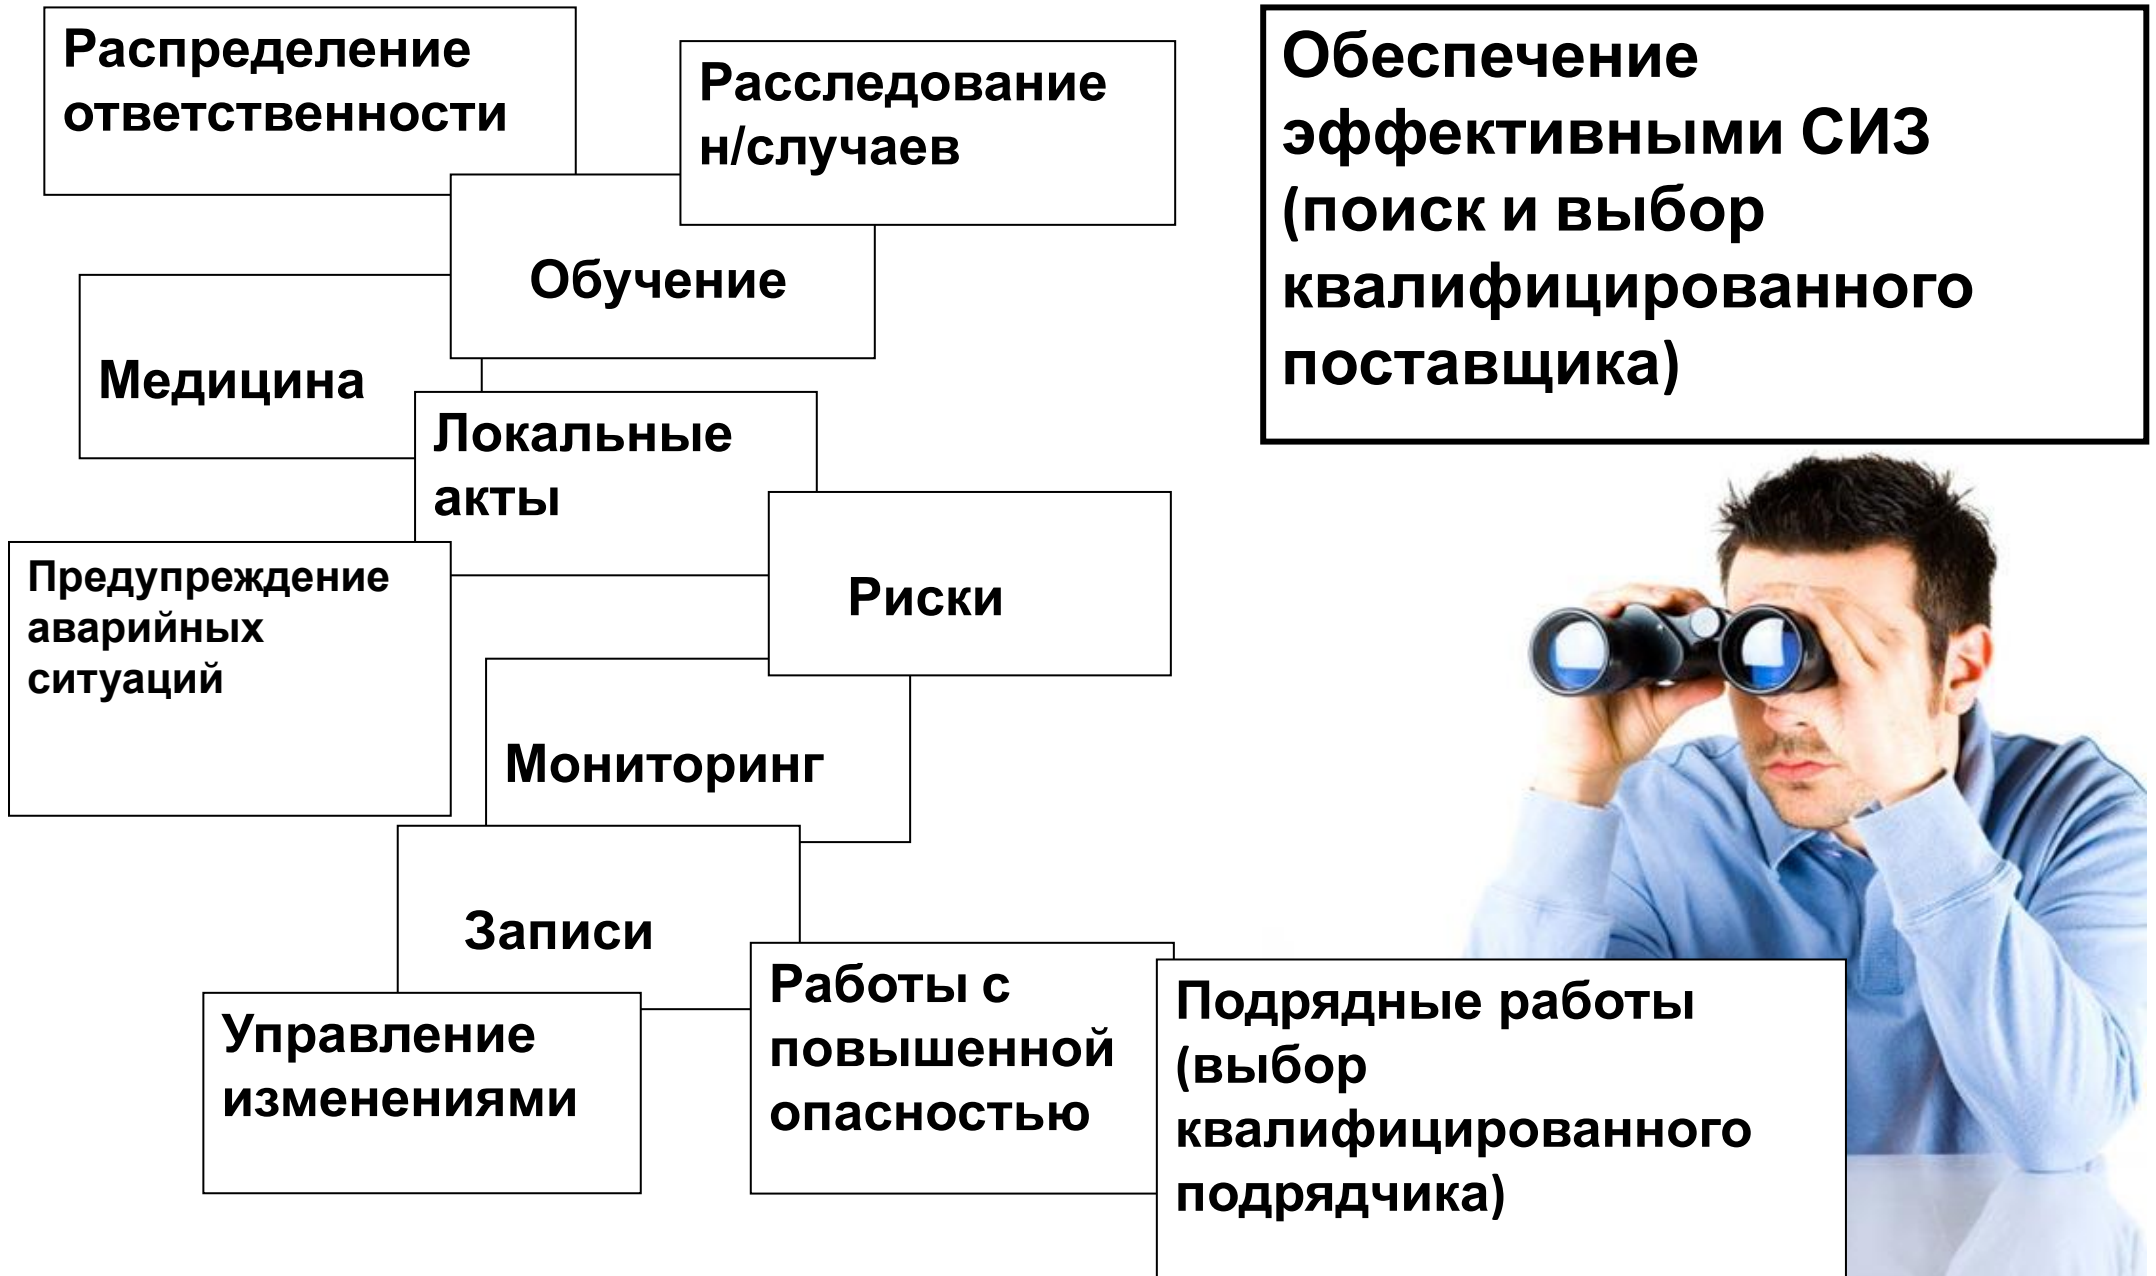 Распределение
ответственности
Расследование
н/случаев
Обеспечение
эффективными СИЗ
(поиск и выбор
квалифицированного
поставщика)
Обучение
Медицина
Локальные
акты
Предупреждение
аварийных
ситуаций
Риски
Мониторинг
Записи
Управление
изменениями
Работы с
повышенной
опасностью
Подрядные работы
(выбор
квалифицированного
подрядчика)